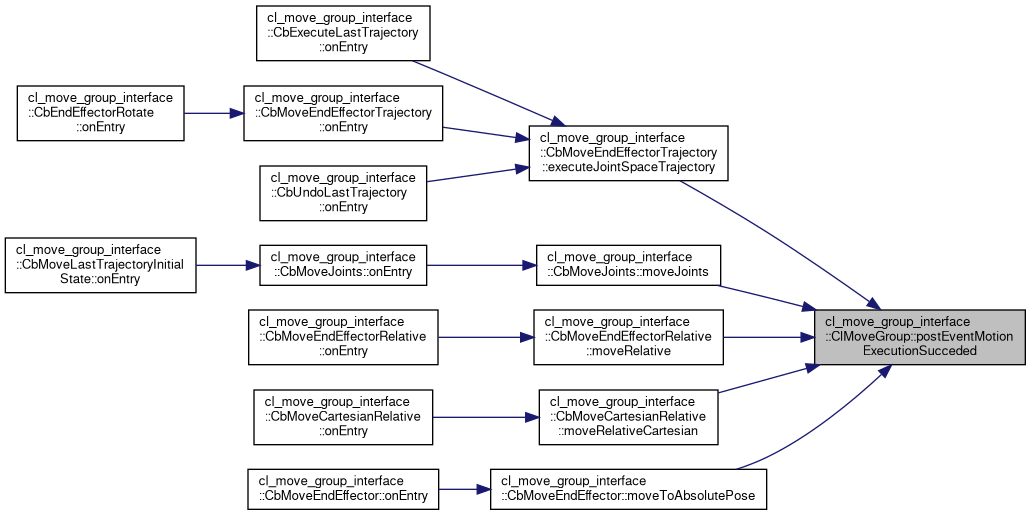 cl_move_group_interface
::CbExecuteLastTrajectory
::onEntry
cl_move_group_interface
::CbEndEffectorRotate
::onEntry
cl_move_group_interface
::CbMoveEndEffectorTrajectory
::onEntry
cl_move_group_interface
::CbMoveEndEffectorTrajectory
::executeJointSpaceTrajectory
cl_move_group_interface
::CbUndoLastTrajectory
::onEntry
cl_move_group_interface
::CbMoveLastTrajectoryInitial
State::onEntry
cl_move_group_interface
::CbMoveJoints::onEntry
cl_move_group_interface
::CbMoveJoints::moveJoints
cl_move_group_interface
::CbMoveEndEffectorRelative
::onEntry
cl_move_group_interface
::CbMoveEndEffectorRelative
::moveRelative
cl_move_group_interface
::ClMoveGroup::postEventMotion
ExecutionSucceded
cl_move_group_interface
::CbMoveCartesianRelative
::onEntry
cl_move_group_interface
::CbMoveCartesianRelative
::moveRelativeCartesian
cl_move_group_interface
::CbMoveEndEffector::onEntry
cl_move_group_interface
::CbMoveEndEffector::moveToAbsolutePose